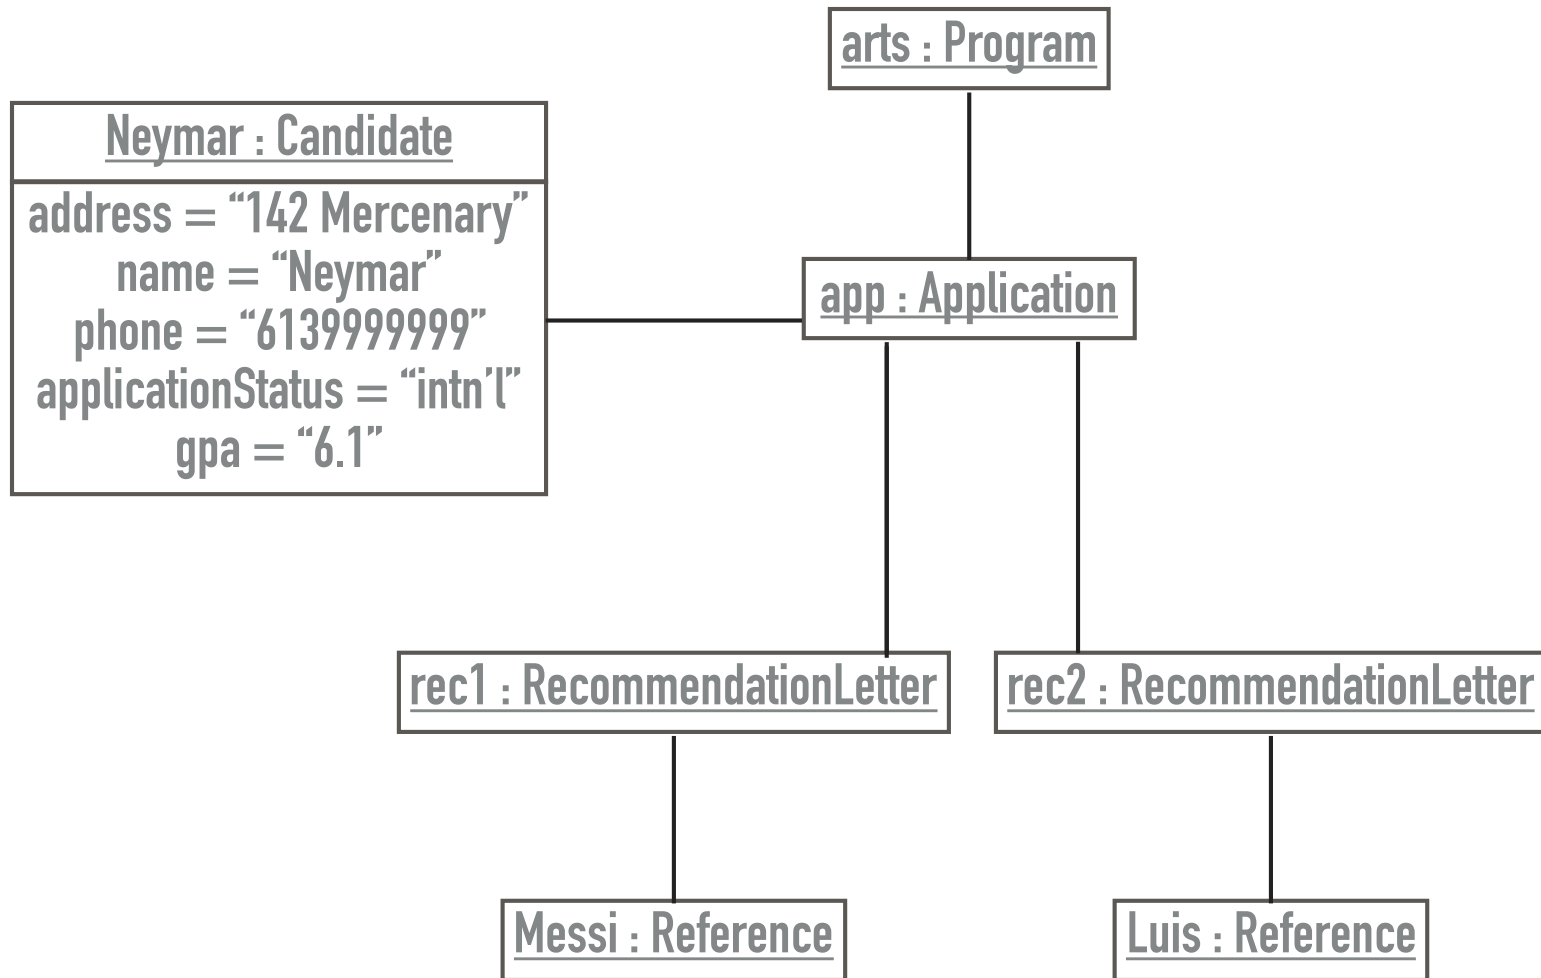 arts : Program
Neymar : Candidate
address = “142 Mercenary”
name = “Neymar”
phone = “6139999999”
applicationStatus = “intn’l”
gpa = “6.1”
app : Application
rec1 : RecommendationLetter
rec2 : RecommendationLetter
Messi : Reference
Luis : Reference